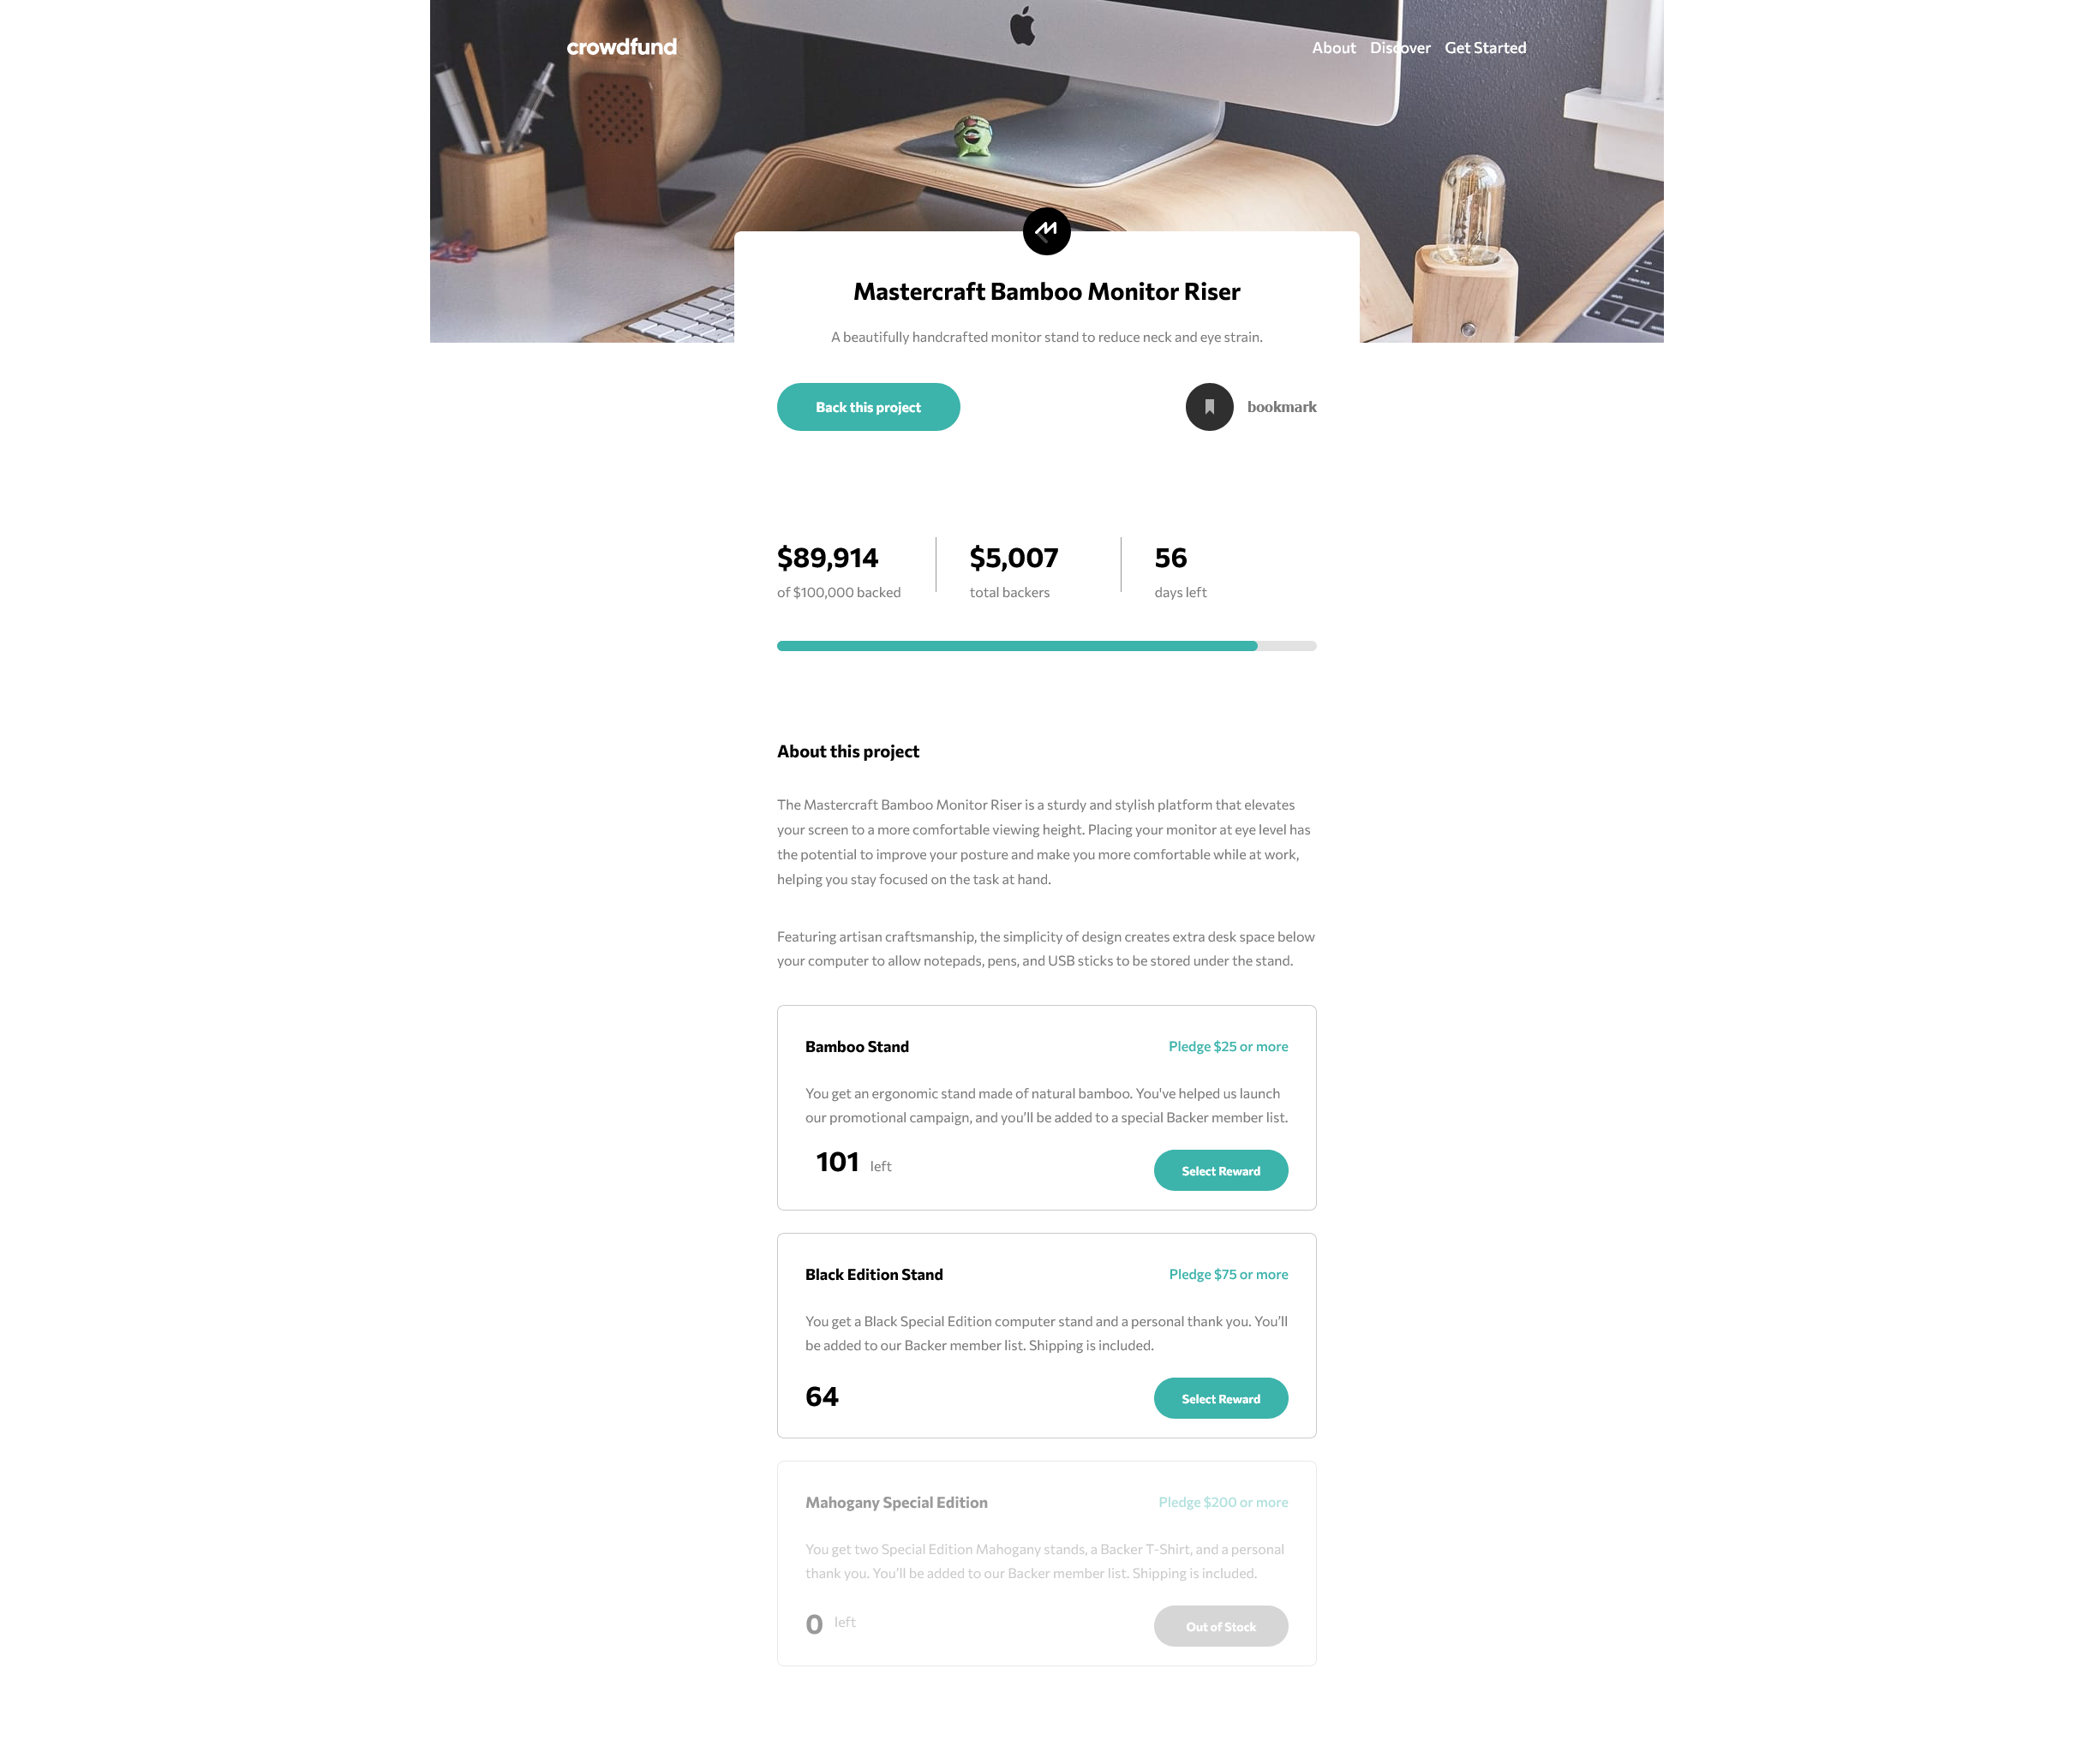 crowdfund
About Discover Get Started
Mastercraft Bamboo Monitor Riser
A beautifully handcrafted monitor stand to reduce neck and eye strain.
Back this project
bookmark
$89,914
of $100,000 backed
$5,007
total backers
56
days left
About this project
The Mastercraft Bamboo Monitor Riser is a sturdy and stylish platform that elevates
your screen to a more comfortable viewing height. Placing your monitor at eye level has
the potential to improve your posture and make you more comfortable while at work,
helping you stay focused on the task at hand.
Featuring artisan craftsmanship, the simplicity of design creates extra desk space below
your computer to allow notepads, pens, and USB sticks to be stored under the stand.
Bamboo Stand
Pledge $25 or more
You get an ergonomic stand made of natural bamboo. You've helped us launch
our promotional campaign, and you’ll be added to a special Backer member list.
101 left
Select Reward
Black Edition Stand
Pledge $75 or more
You get a Black Special Edition computer stand and a personal thank you. You’ll
be added to our Backer member list. Shipping is included.
64
Select Reward
Mahogany Special Edition
Pledge $200 or more
You get two Special Edition Mahogany stands, a Backer T-Shirt, and a personal
thank you. You’ll be added to our Backer member list. Shipping is included.
0 left
Out of Stock